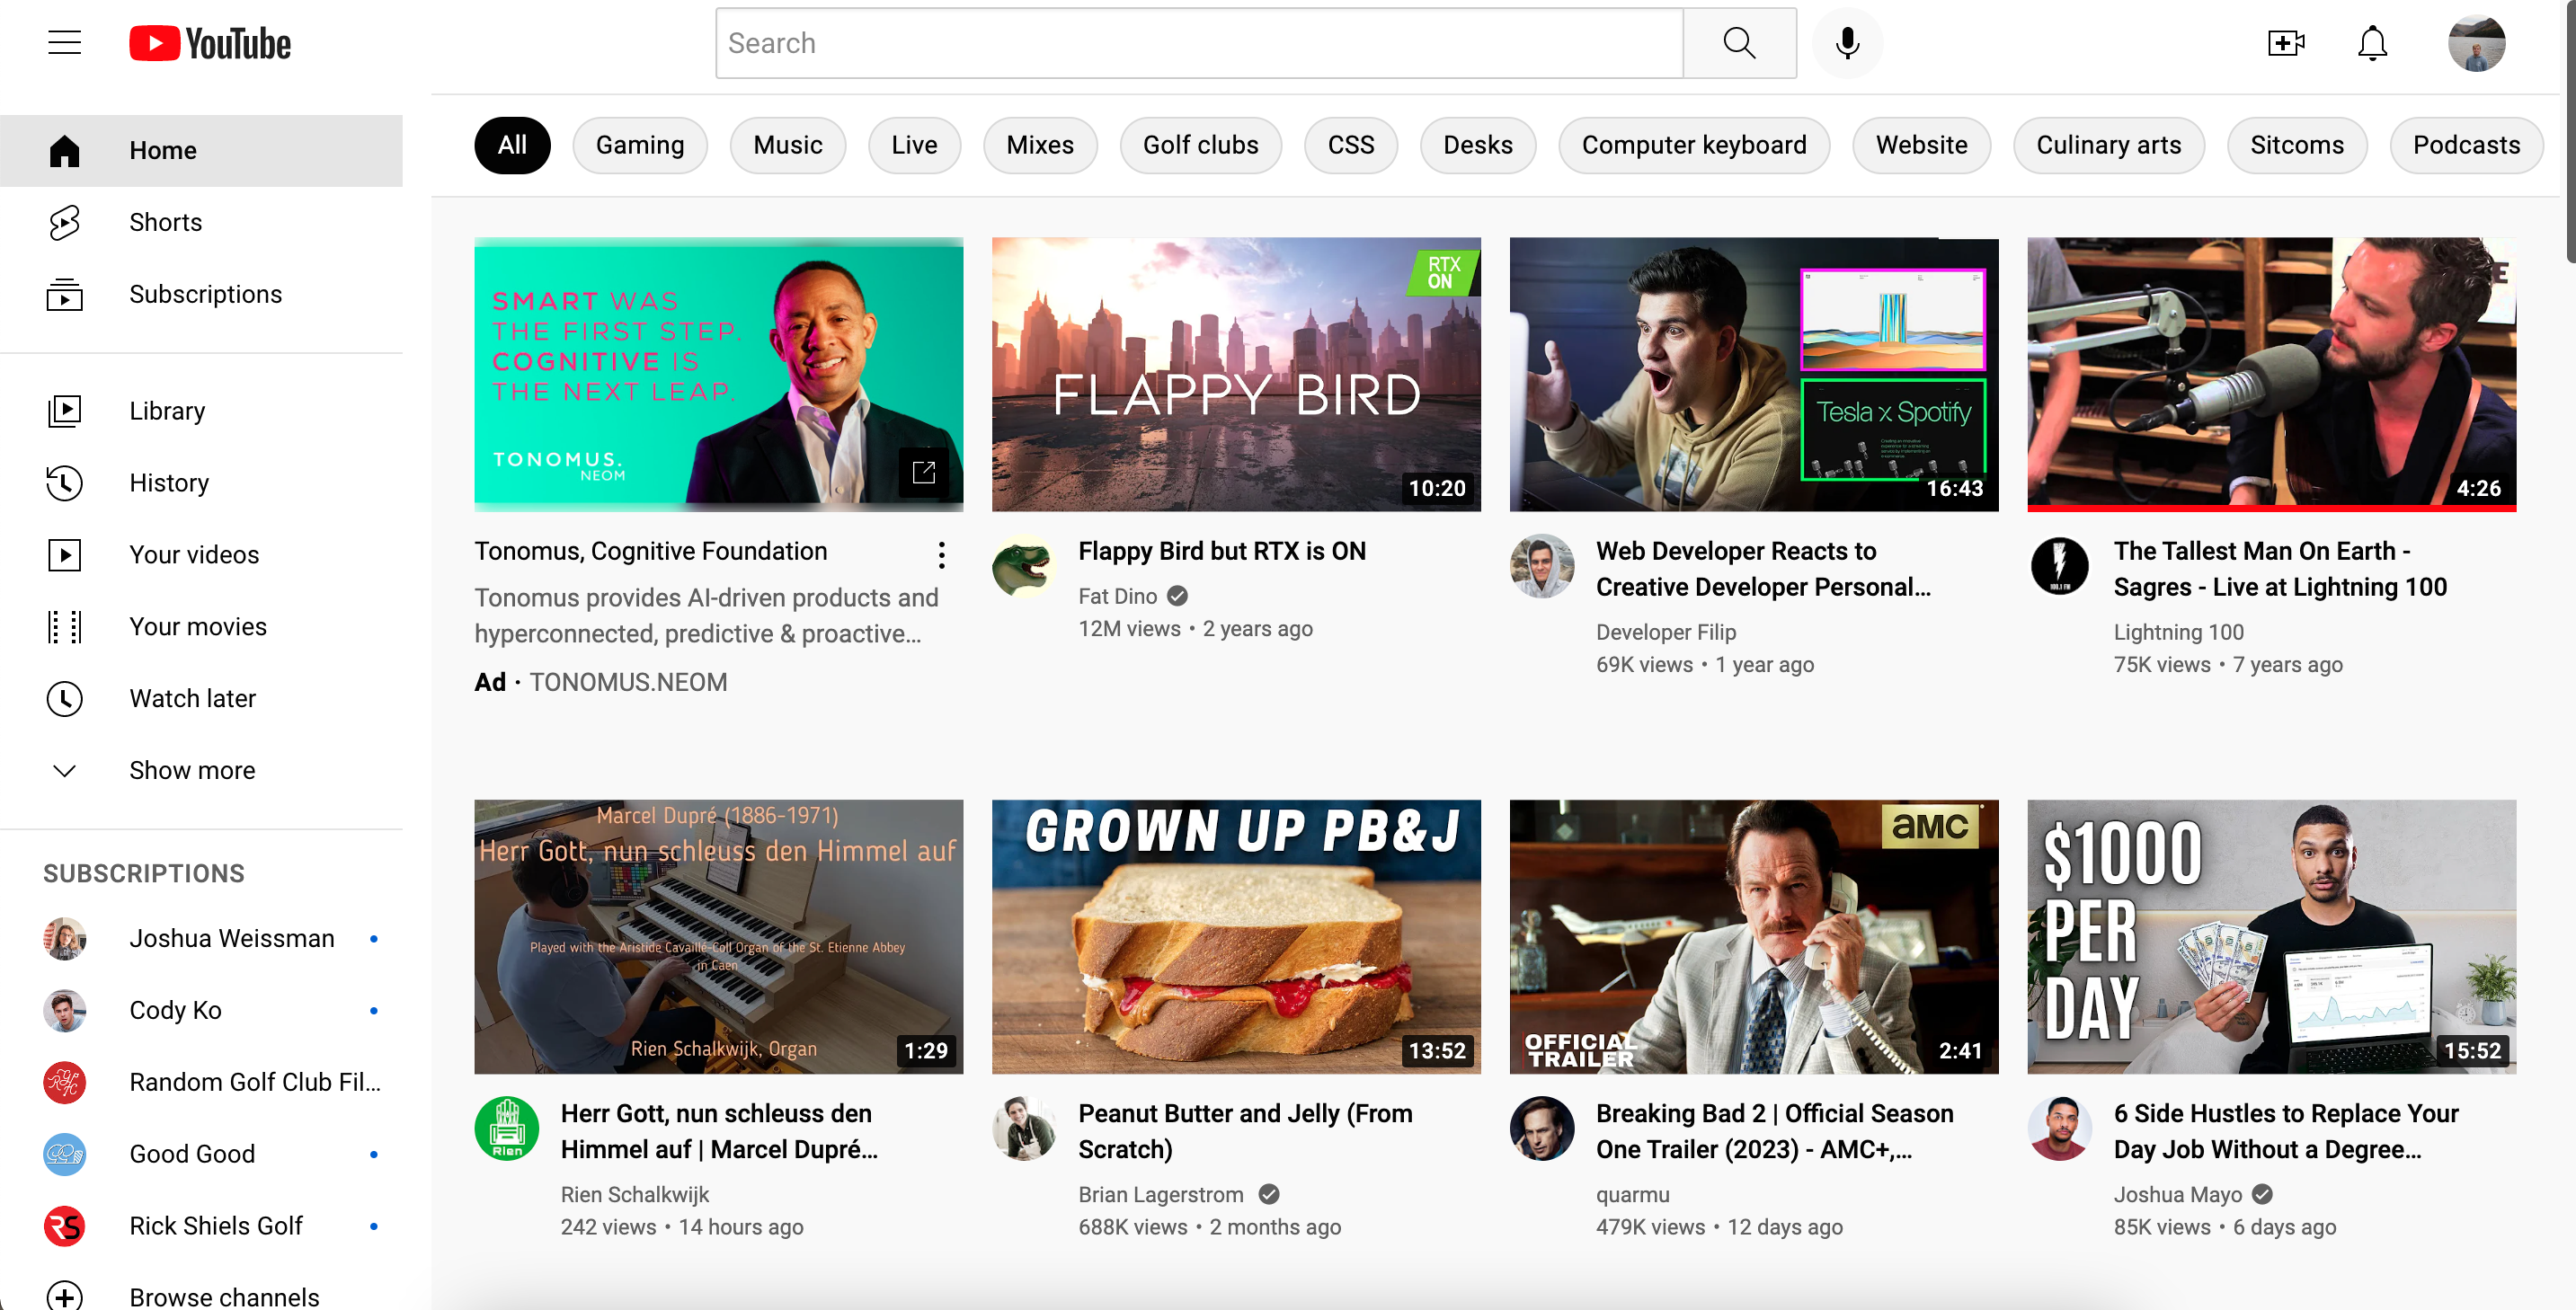 YouTube
Search
Home
Shorts
Subscriptions
Library
History
Your videos
Your movies
Watch later
Show more
SUBSCRIPTIONS
Joshua Weissman
Cody Ko
Random Golf Club Fil...
Good Good
Rick Shiels Golf
Browse channels
All
Gaming
Music
Live
Mixes
Golf clubs
CSS
Desks
Computer keyboard
Website
Culinary arts
Sitcoms
Podcasts
SMART WAS
THE FIRST STEP.
COGNITIVE IS
THE NEXT LEAP.
TONOMUS.
NEOM
Tonomus, Cognitive Foundation
Tonomus provides AI-driven products and
hyperconnected, predictive & proactive...
Ad · TONOMUS.NEOM
RTX
ON
FLAPPY BIRD
10:20
Flappy Bird but RTX is ON
Fat Dino
12M views • 2 years ago
Tesla x Spotify
16:43
Web Developer Reacts to
Creative Developer Personal...
Developer Filip
69K views • 1 year ago
4:26
100.1 FM
The Tallest Man On Earth -
Sagres - Live at Lightning 100
Lightning 100
75K views • 7 years ago
Marcel Dupré (1886-1971)
Herr Gott, nun schleuss den Himmel auf
Played with the Aristide Cavaillé-Coll Organ of the St. Etienne Abbey
in Caen
Rien Schalkwijk, Organ
1:29
Rien
Herr Gott, nun schleuss den
Himmel auf | Marcel Dupré...
Rien Schalkwijk
242 views • 14 hours ago
GROWN UP PB&J
13:52
Peanut Butter and Jelly (From
Scratch)
Brian Lagerstrom
688K views • 2 months ago
amc
OFFICIAL
TRAILER
2:41
Breaking Bad 2 | Official Season
One Trailer (2023) - AMC+,...
quarmu
479K views • 12 days ago
$1000
PER
DAY
15:52
6 Side Hustles to Replace Your
Day Job Without a Degree...
Joshua Mayo
85K views • 6 days ago